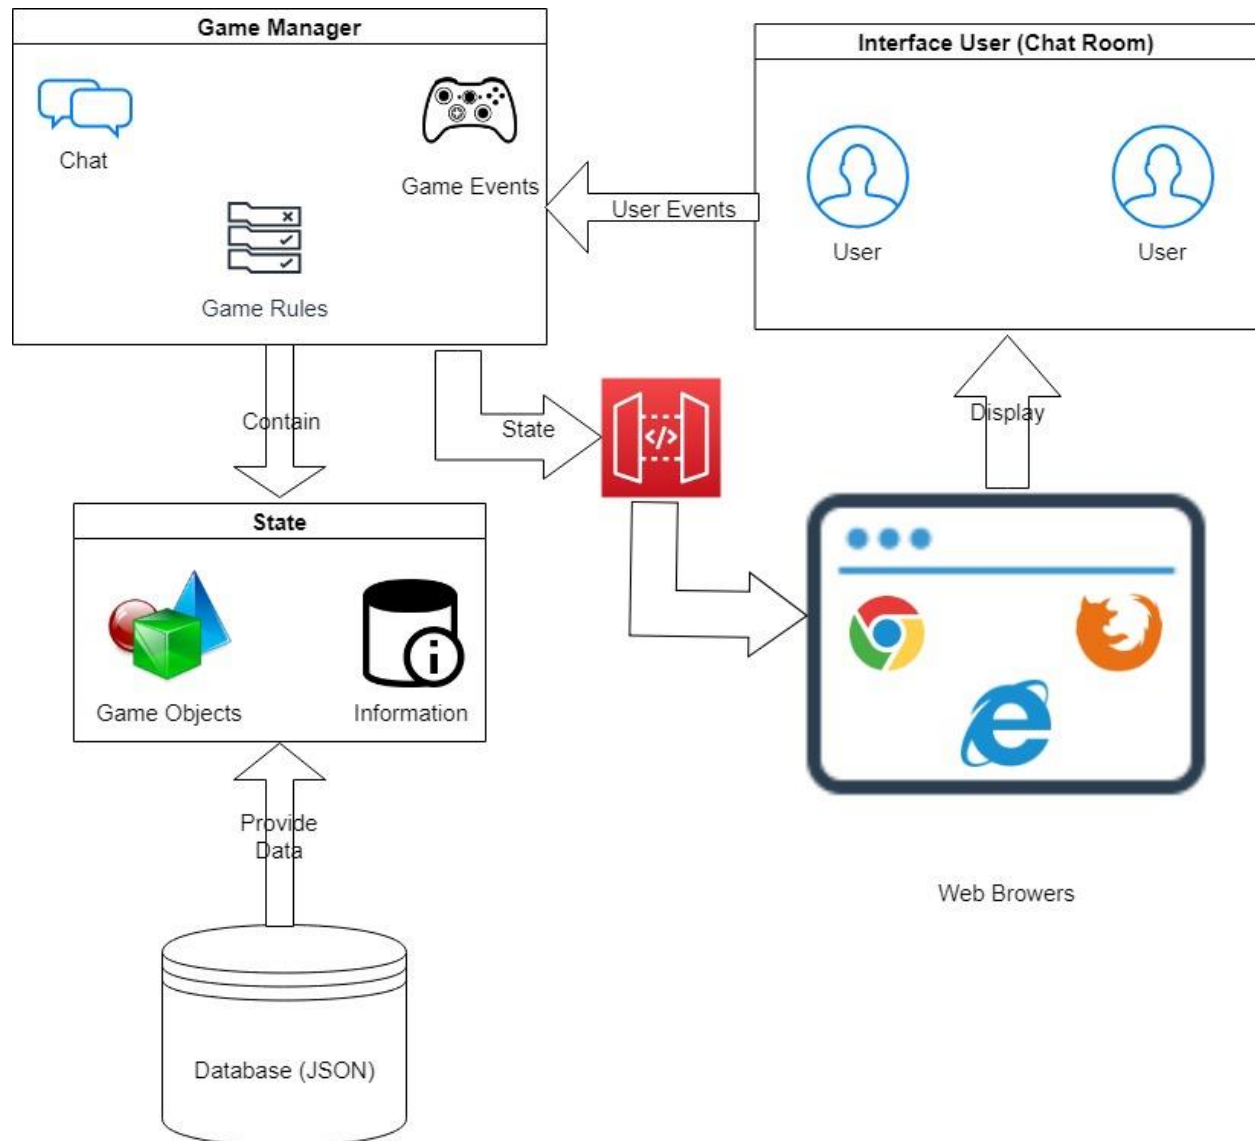 Game Manager
Interface User (Chat Room)
Chat
Game Events
User Events
User
User
Game Rules
Contain
State
</>
Display
State
Game Objects
Information
Provide
Data
Web Browers
Database (JSON)